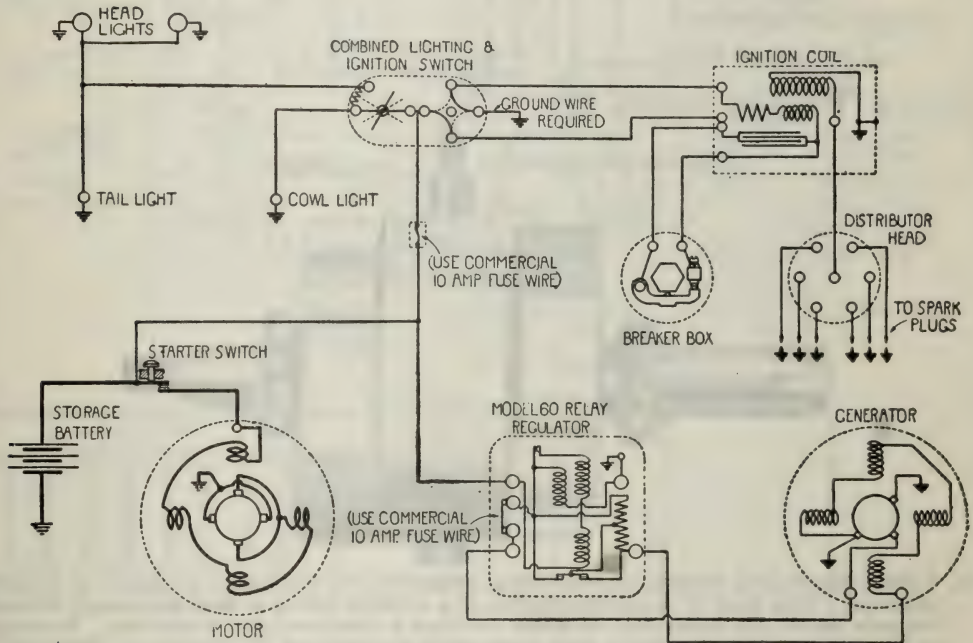 HEAD
LIGHTS
COMBINED LIGHTING &
IGNITION SWITCH
IGNITION COIL
GROUND WIRE
REQUIRED
TAIL LIGHT
COWL LIGHT
DISTRIBUTOR
HEAD
(USE COMMERCIAL
10 AMP FUSE WIRE)
TO SPARK
PLUGS
BREAKER BOX
STARTER SWITCH
STORAGE
BATTERY
MODEL 60 RELAY
REGULATOR
GENERATOR
(USE COMMERCIAL
10 AMP. FUSE WIRE)
MOTOR